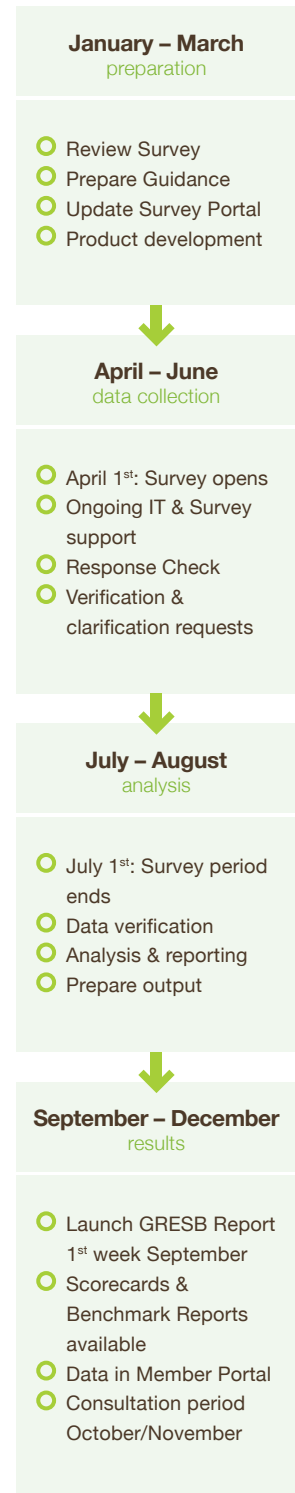 January – March
preparation
Review Survey
Prepare Guidance
Update Survey Portal
Product development
April – June
data collection
April 1st: Survey opens
Ongoing IT & Survey
support
Response Check
Verification &
clarification requests
July – August
analysis
July 1st: Survey period
ends
Data verification
Analysis & reporting
Prepare output
September – December
results
Launch GRESB Report
1st week September
Scorecards &
Benchmark Reports
available
Data in Member Portal
Consultation period
October/November